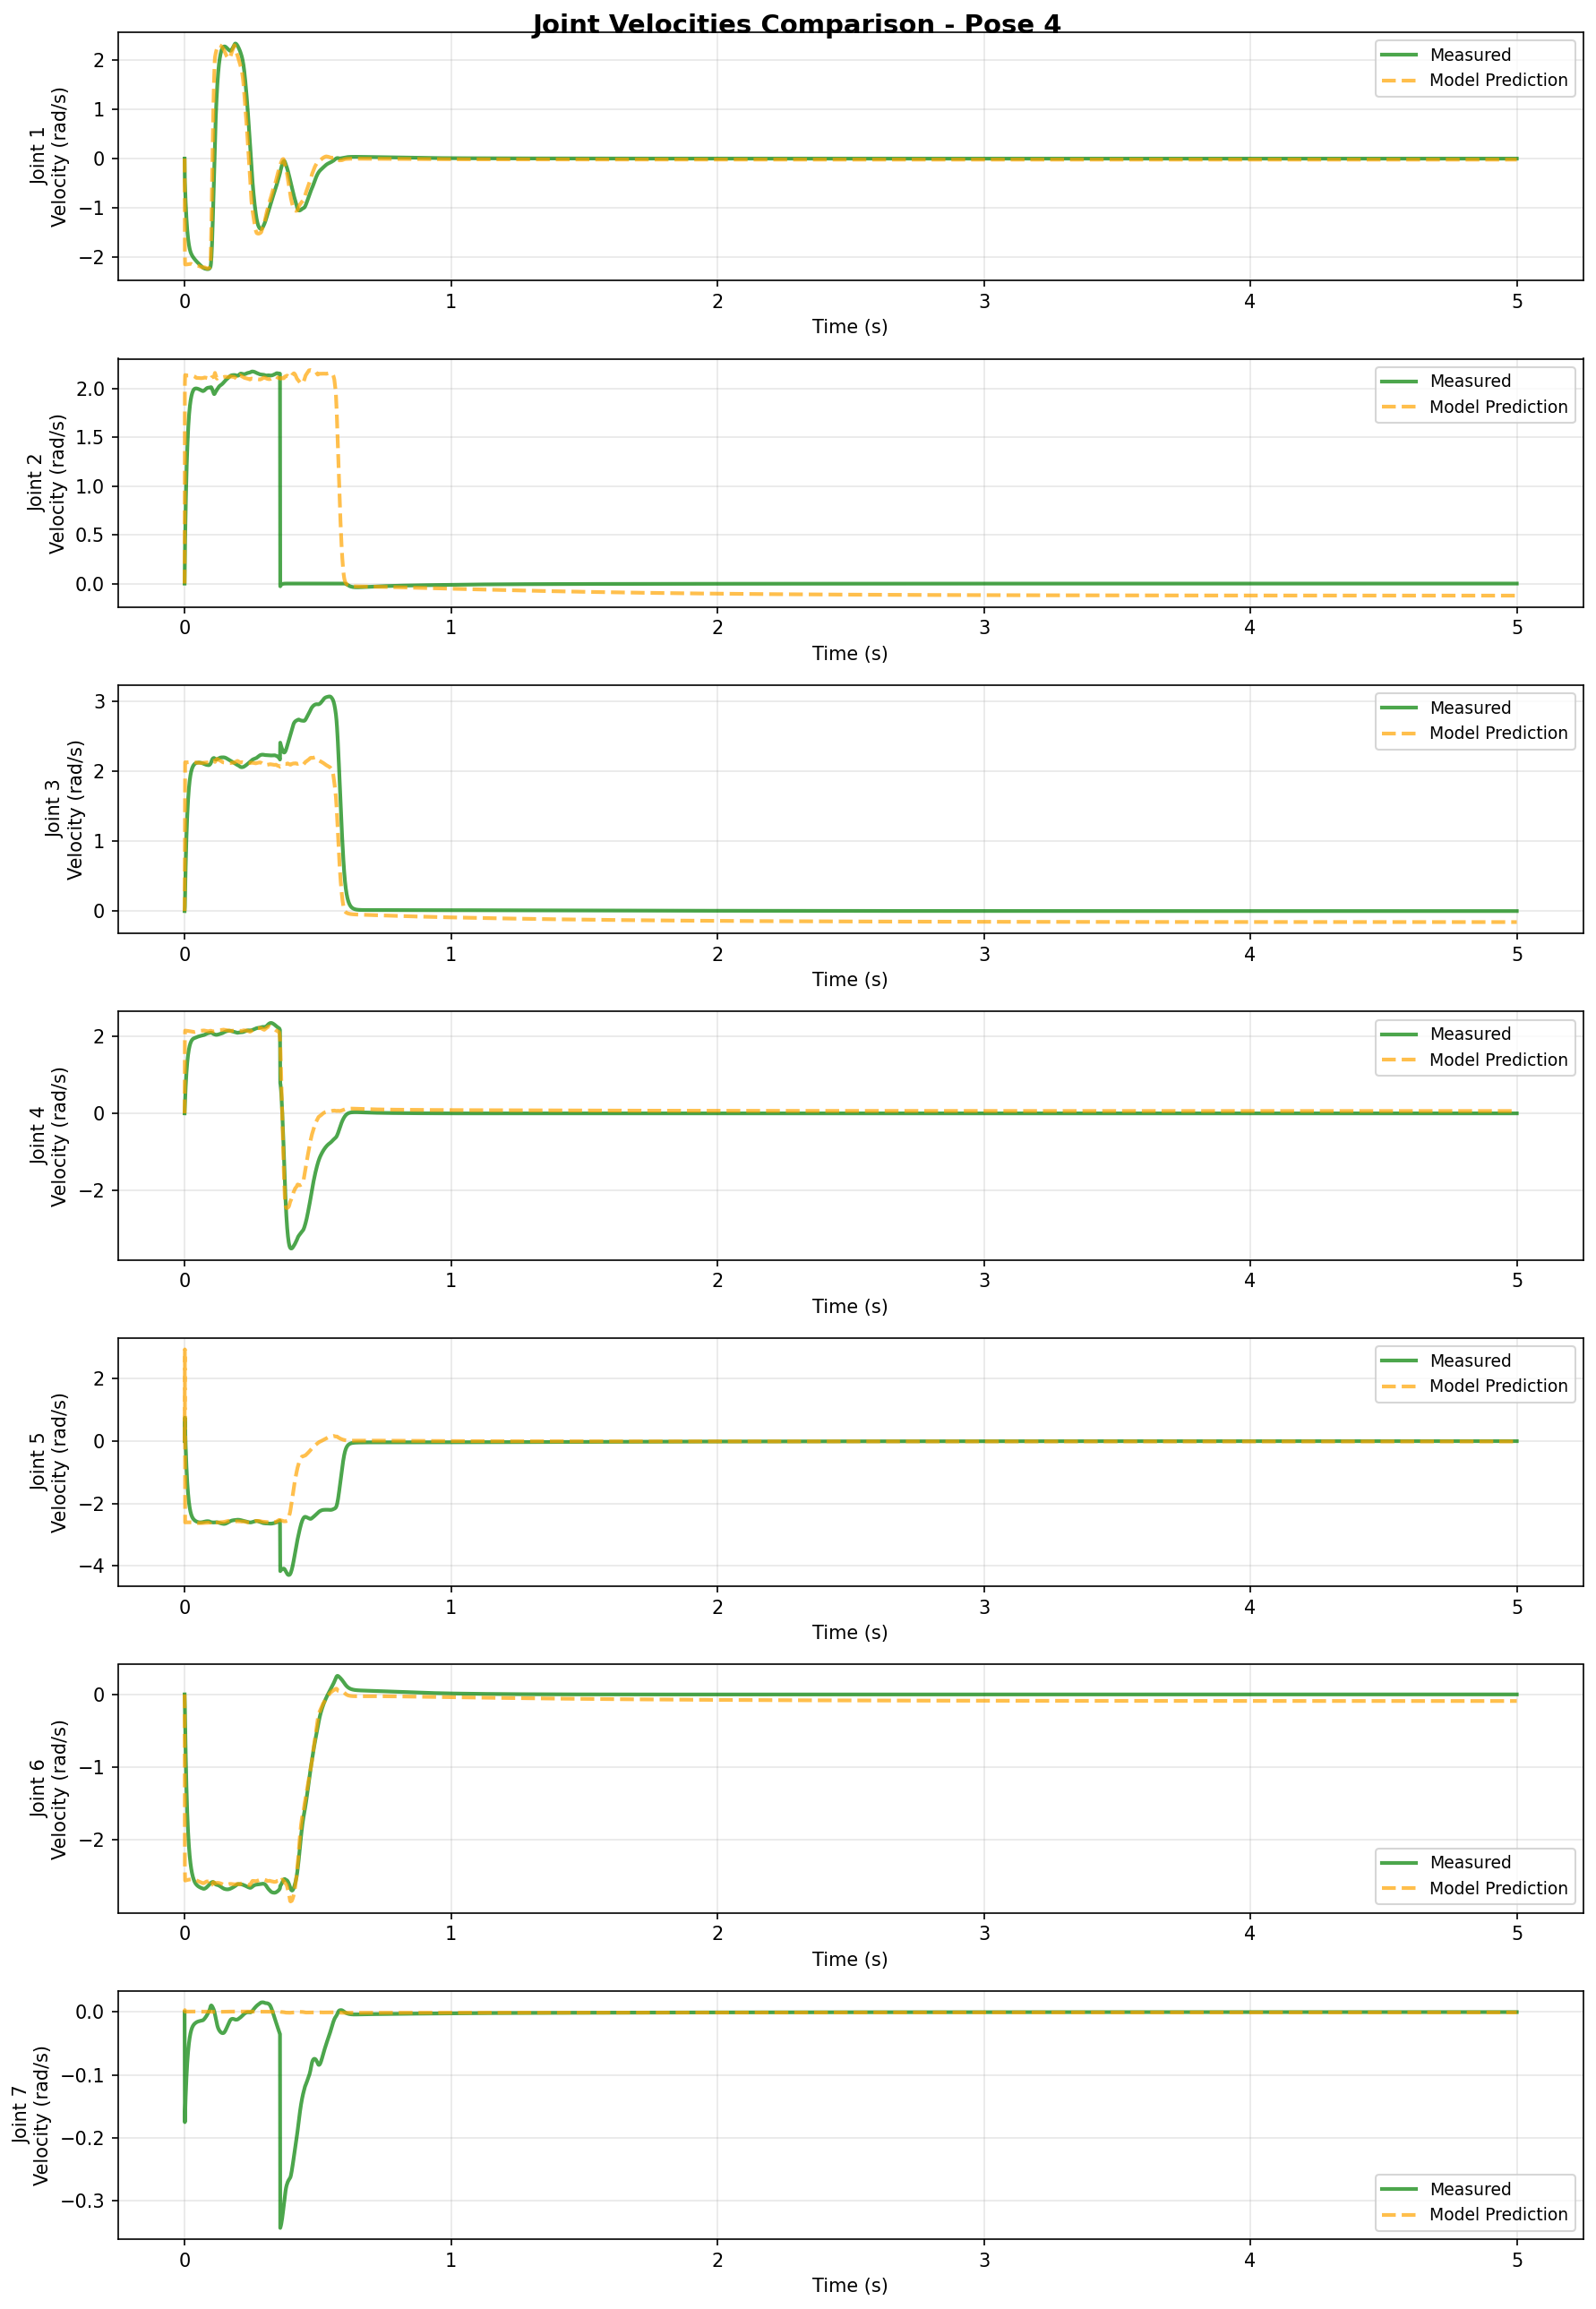 Joint Velocities Comparison - Pose 4
Joint 1
Velocity (rad/s)
2
1
0
−1
−2
Measured
Model Prediction
0 1 2 3 4 5
Time (s)
Joint 2
Velocity (rad/s)
2.0
1.5
1.0
0.5
0.0
Measured
Model Prediction
0 1 2 3 4 5
Time (s)
Joint 3
Velocity (rad/s)
3
2
1
0
Measured
Model Prediction
0 1 2 3 4 5
Time (s)
Joint 4
Velocity (rad/s)
2
0
−2
Measured
Model Prediction
0 1 2 3 4 5
Time (s)
Joint 5
Velocity (rad/s)
2
0
−2
−4
Measured
Model Prediction
0 1 2 3 4 5
Time (s)
Joint 6
Velocity (rad/s)
0
−1
−2
Measured
Model Prediction
0 1 2 3 4 5
Time (s)
Joint 7
Velocity (rad/s)
0.0
−0.1
−0.2
−0.3
Measured
Model Prediction
0 1 2 3 4 5
Time (s)